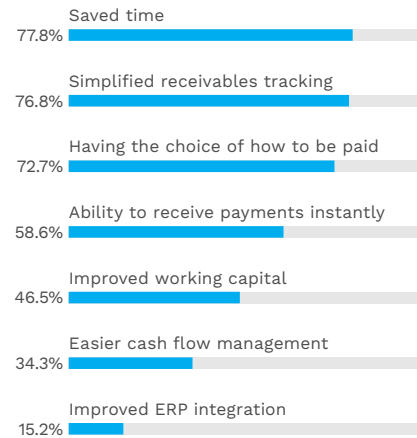 Saved time
77.8%
Simplified receivables tracking
76.8%
Having the choice of how to be paid
72.7%
Ability to receive payments instantly
58.6%
Improved working capital
46.5%
Easier cash flow management
34.3%
Improved ERP integration
15.2%